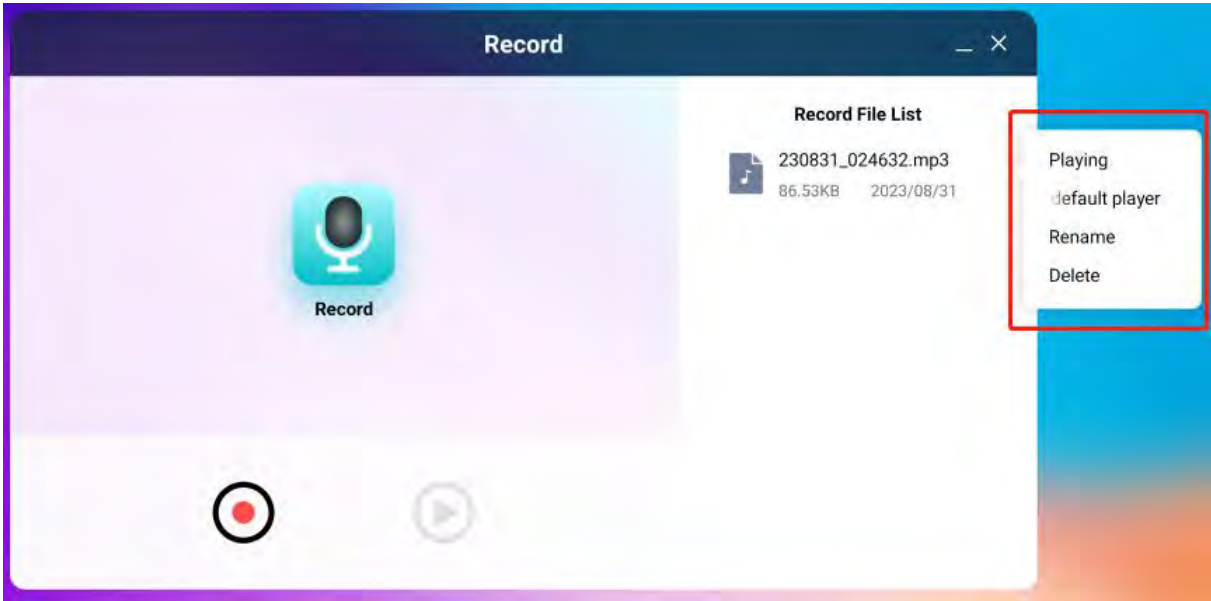 Record
Record File List
230831_024632.mp3
86.53KB 2023/08/31
Record
Playing
default player
Rename
Delete